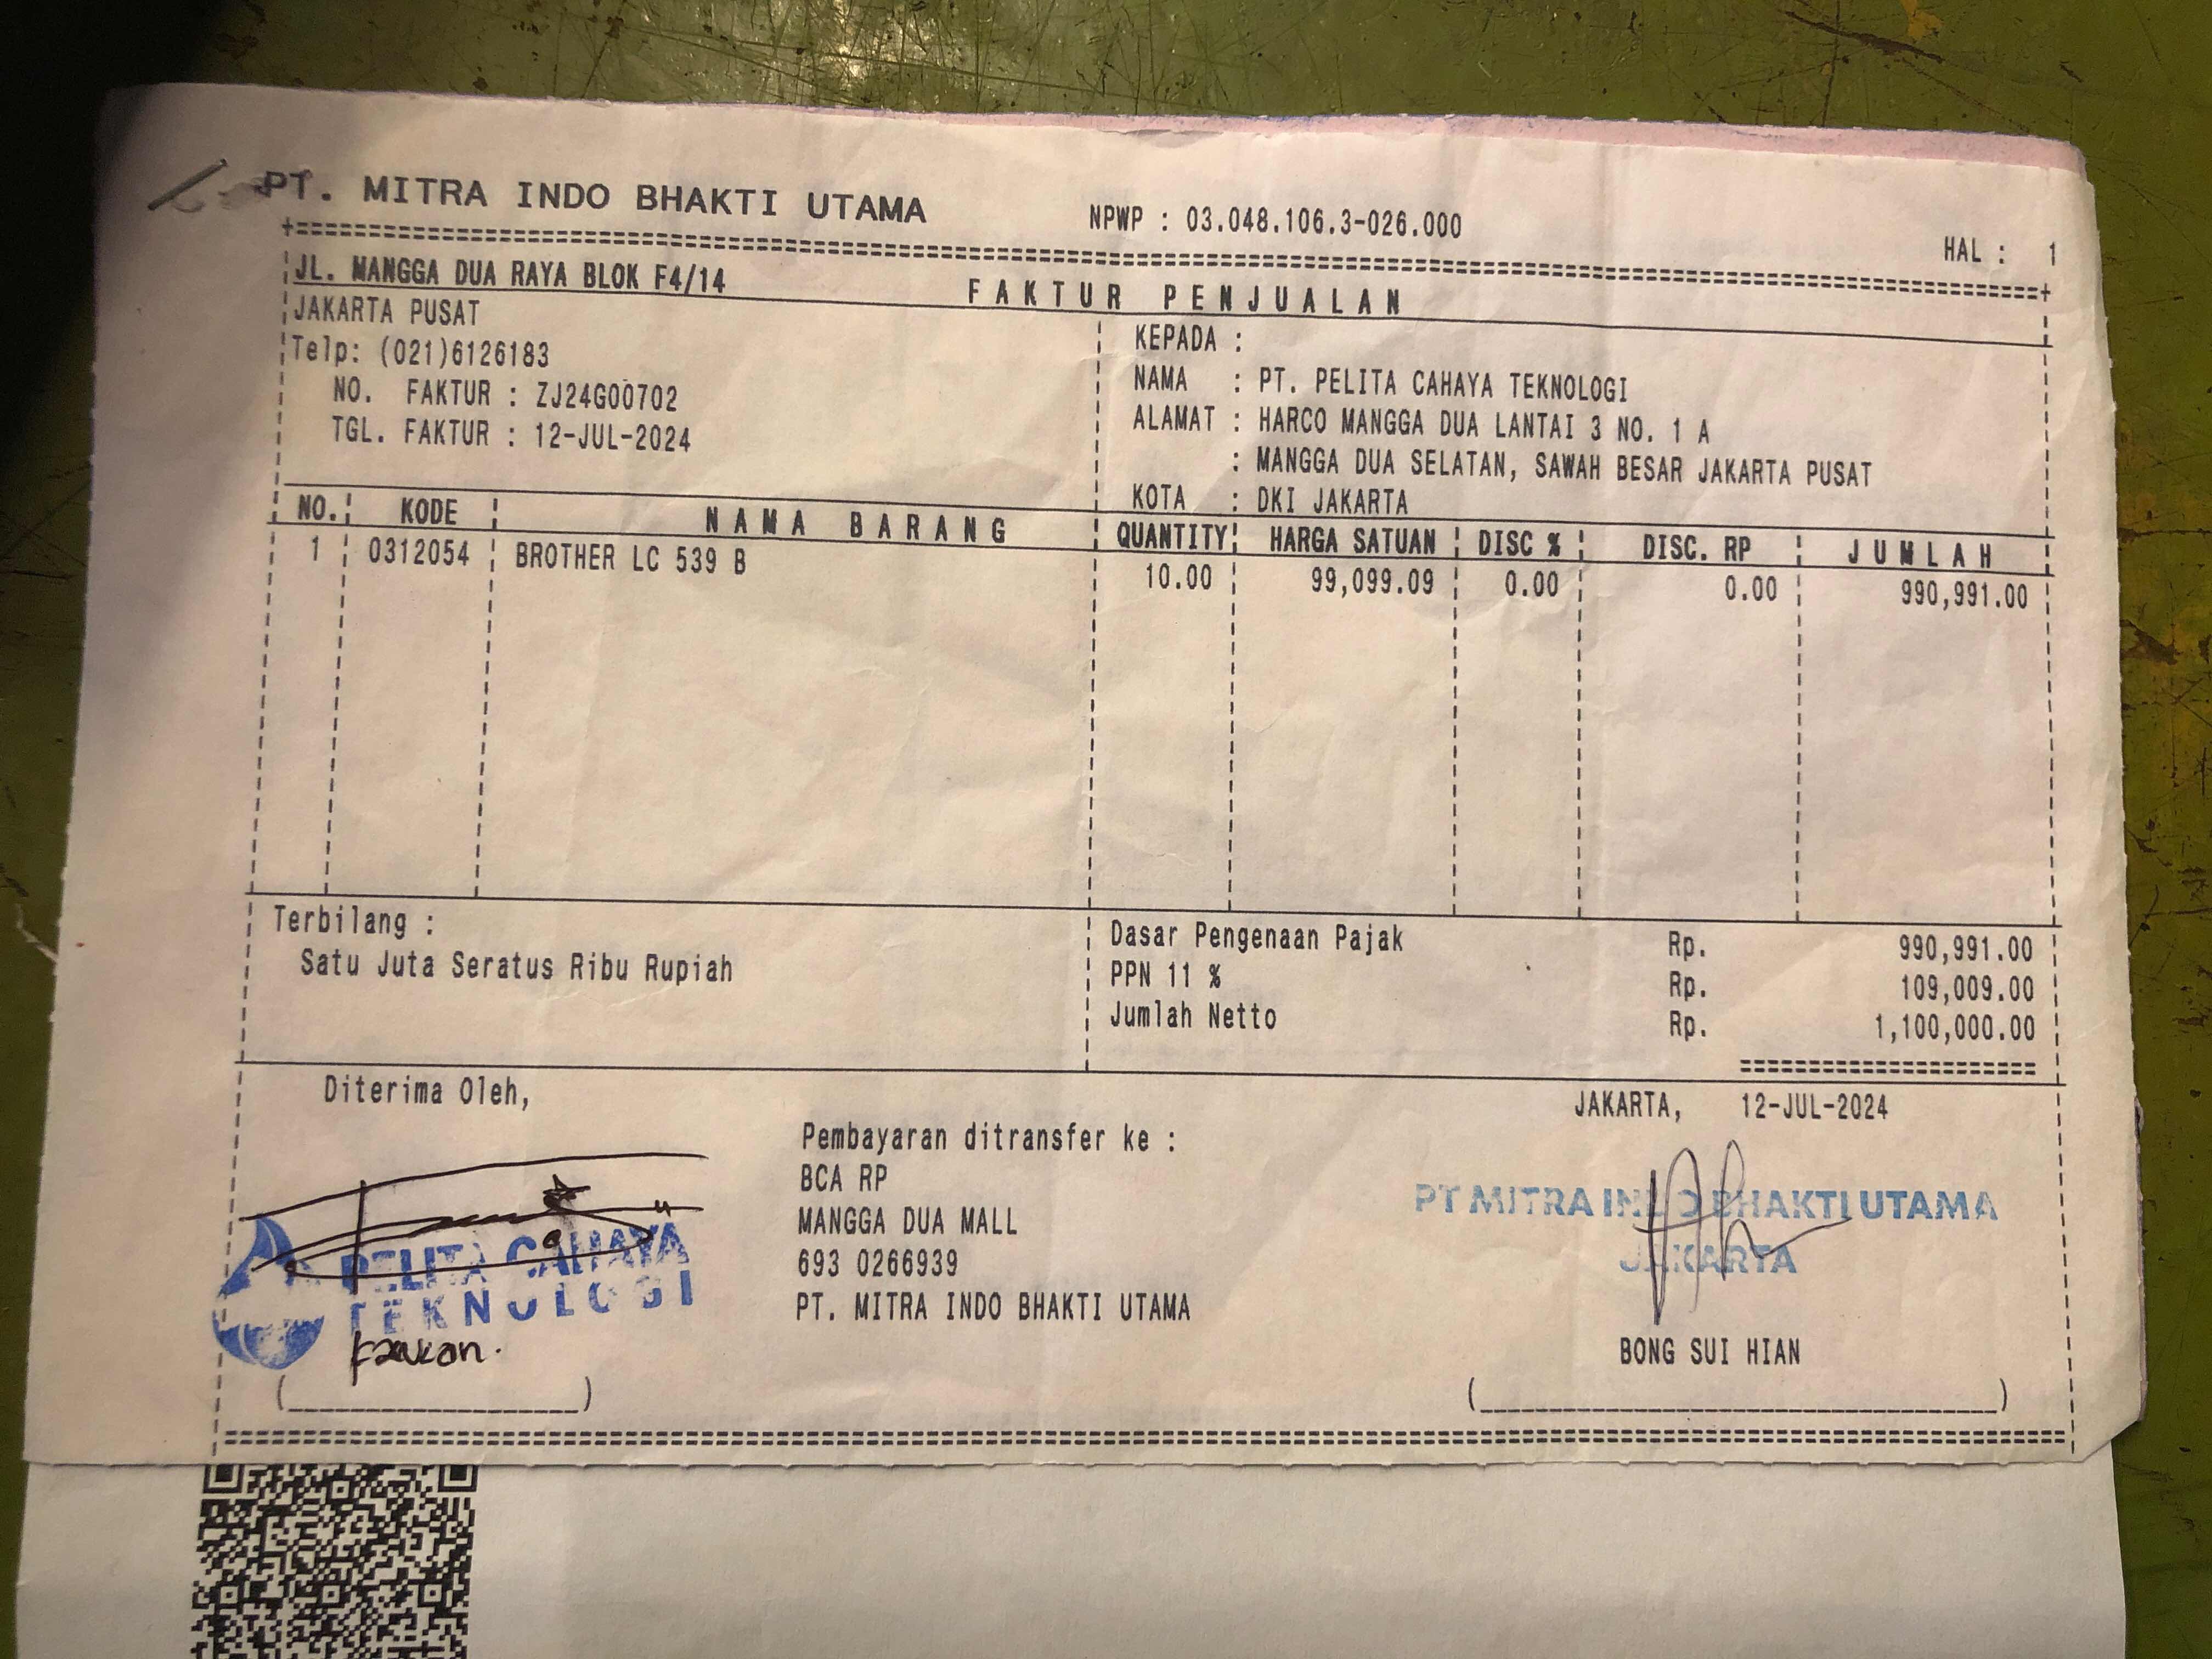 PT. MITRA INDO BHAKTI UTAMA
NPWP : 03.048.106.3-026.000
HAL : 1
JL. MANGGA DUA RAYA BLOK F4/14
FAKTUR PENJUALAN
JAKARTA PUSAT
Telp: (021)6126183
NO. FAKTUR : ZJ24G00702
TGL. FAKTUR : 12-JUL-2024
KEPADA :
NAMA : PT. PELITA CAHAYA TEKNOLOGI
ALAMAT : HARCO MANGGA DUA LANTAI 3 NO. 1 A
: MANGGA DUA SELATAN, SAWAH BESAR JAKARTA PUSAT
KOTA : DKI JAKARTA
NO. KODE NAMA BARANG QUANTITY HARGA SATUAN DISC % DISC. RP JUMLAH
1 0312054 BROTHER LC 539 B 10.00 99,099.09 0.00 0.00 990,991.00
Terbilang :
Satu Juta Seratus Ribu Rupiah
Dasar Pengenaan Pajak Rp. 990,991.00
PPN 11 % Rp. 109,009.00
Jumlah Netto Rp. 1,100,000.00
Diterima Oleh,
PELITA CAHAYA
TEKNOLOGI
Pembayaran ditransfer ke :
BCA RP
MANGGA DUA MALL
693 0266939
PT. MITRA INDO BHAKTI UTAMA
JAKARTA, 12-JUL-2024
PT MITRA INDO BHAKTI UTAMA
JAKARTA
BONG SUI HIAN